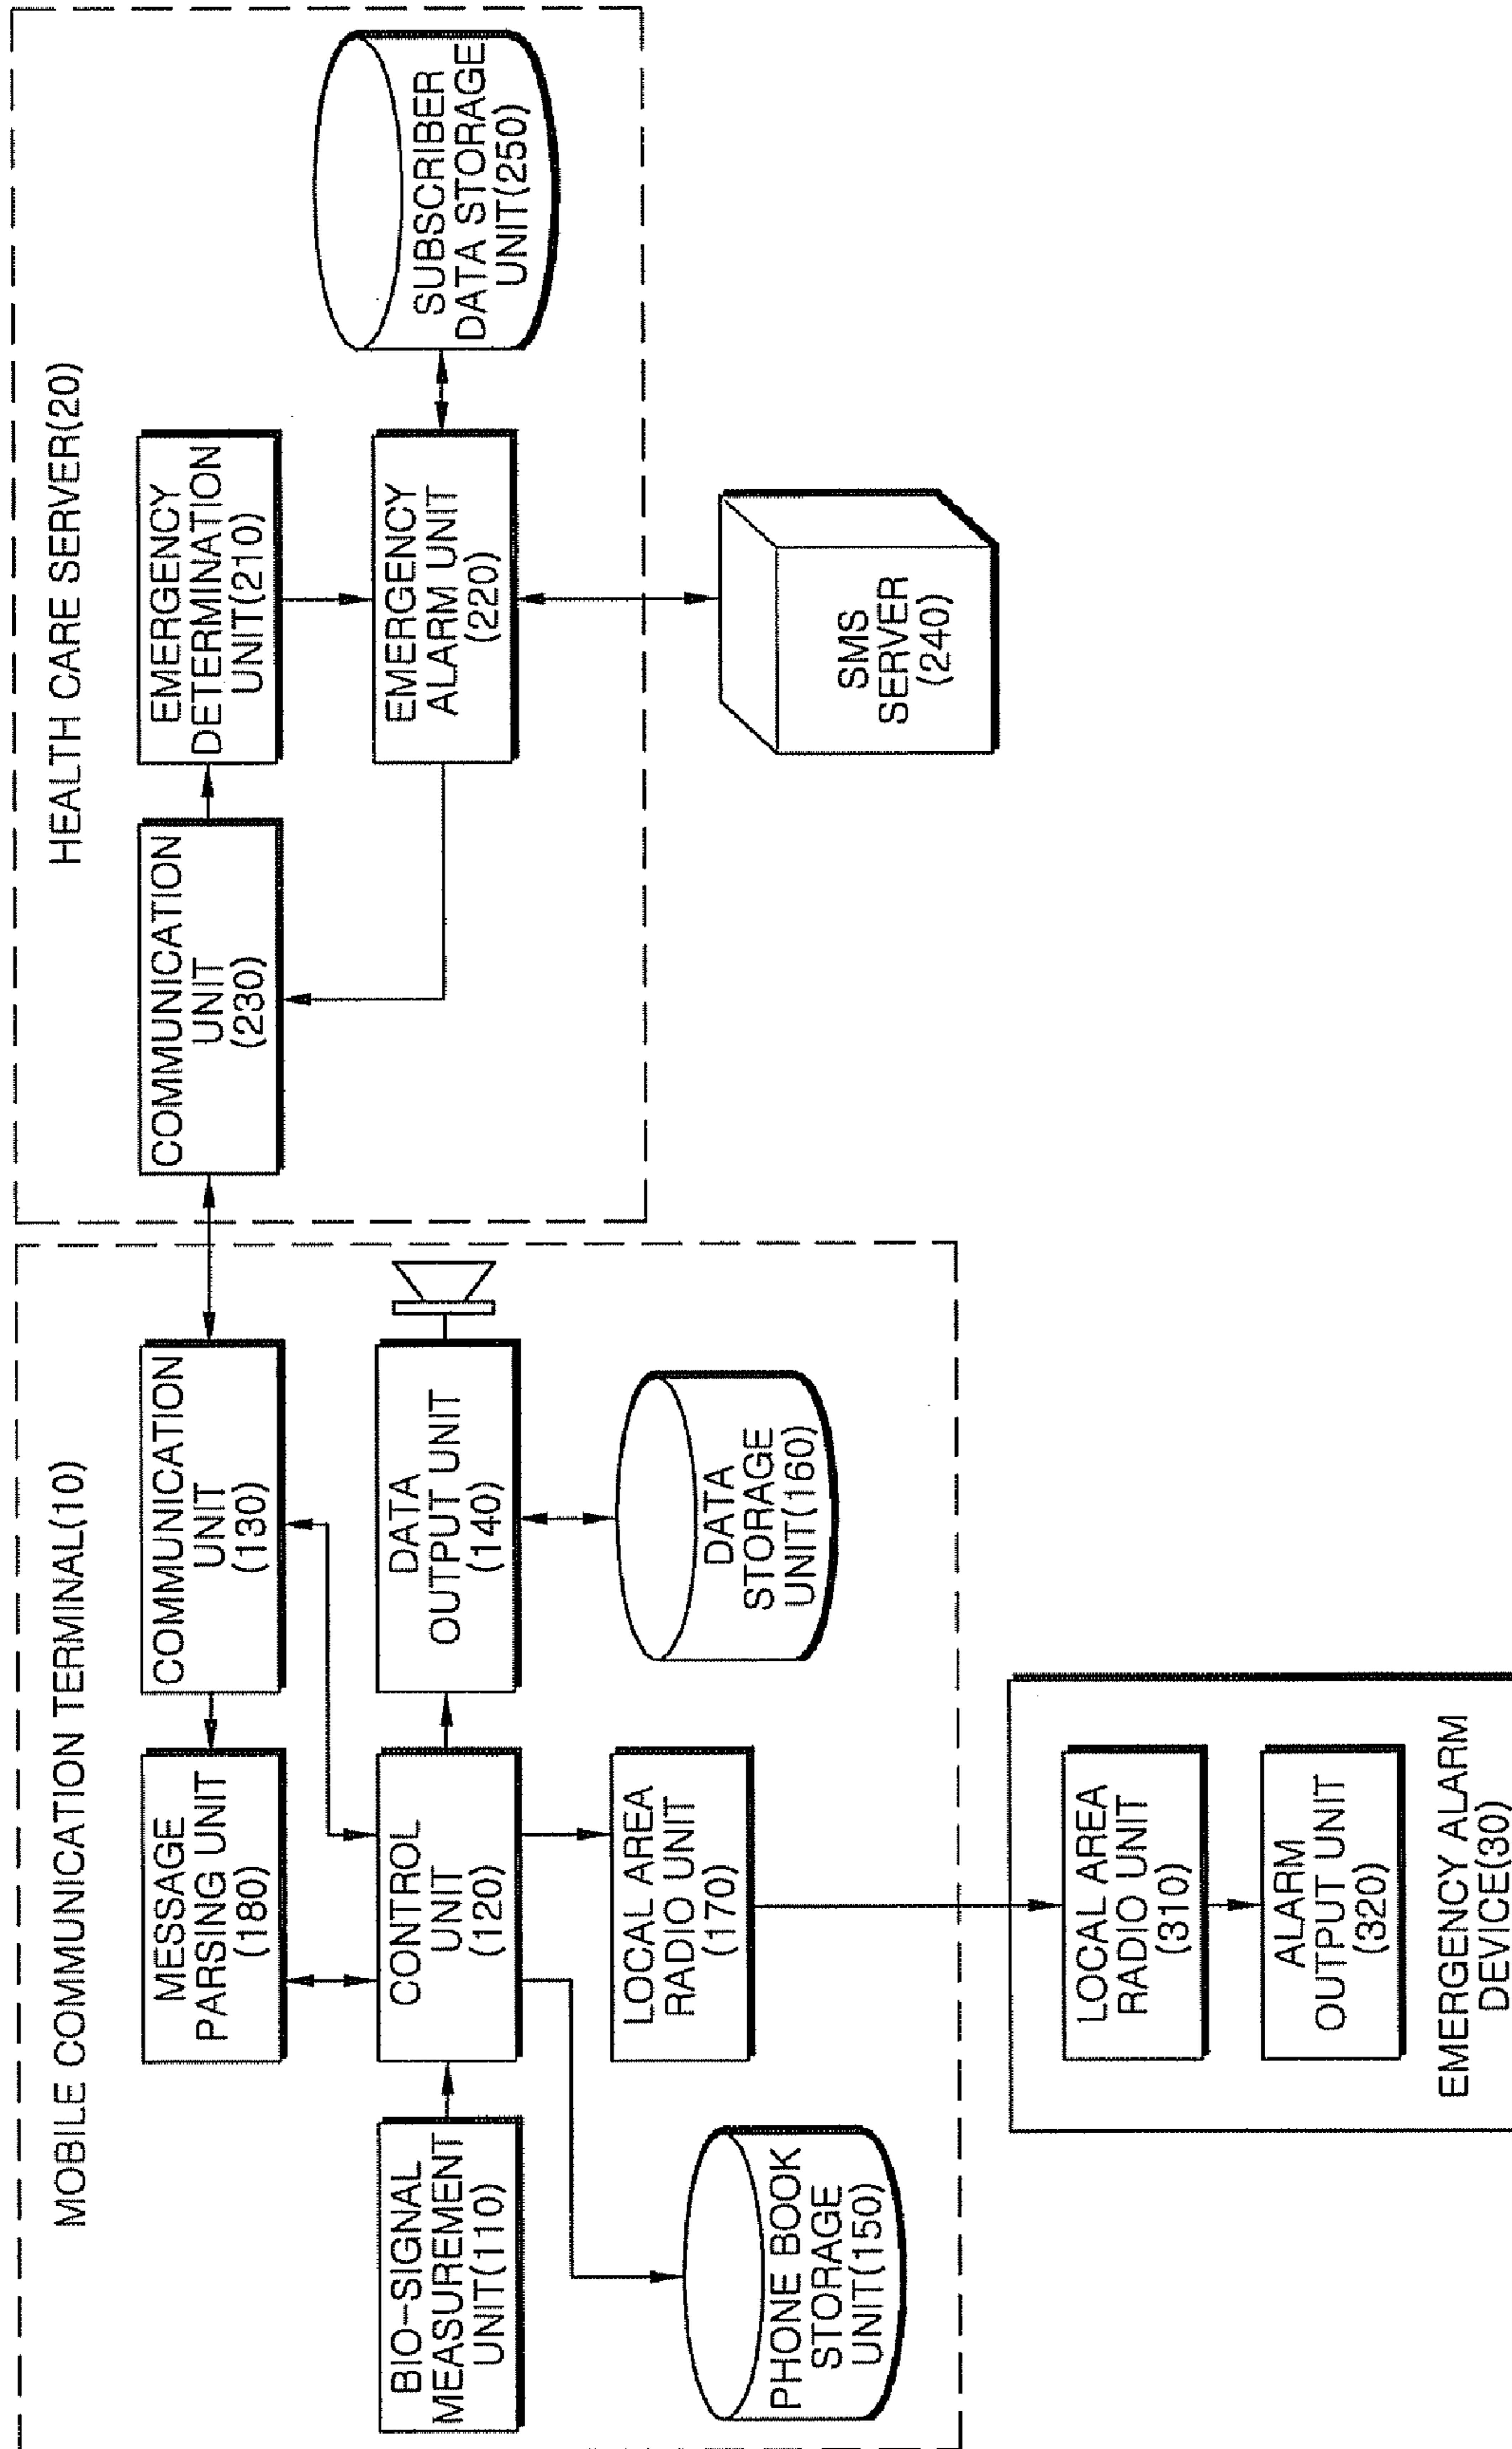 MOBILE COMMUNICATION TERMINAL(10)
MESSAGE
PARSING UNIT
(180)
COMMUNICATION
UNIT
(130)
BIO-SIGNAL
MEASUREMENT
UNIT(110)
CONTROL
UNIT
(120)
DATA
OUTPUT UNIT
(140)
PHONE BOOK
STORAGE
UNIT(150)
LOCAL AREA
RADIO UNIT
(170)
DATA
STORAGE
UNIT(160)
LOCAL AREA
RADIO UNIT
(310)
ALARM
OUTPUT UNIT
(320)
EMERGENCY ALARM
DEVICE(30)
HEALTH CARE SERVER(20)
COMMUNICATION
UNIT
(230)
EMERGENCY
DETERMINATION
UNIT(210)
EMERGENCY
ALARM UNIT
(220)
SUBSCRIBER
DATA STORAGE
UNIT(250)
SMS
SERVER
(240)